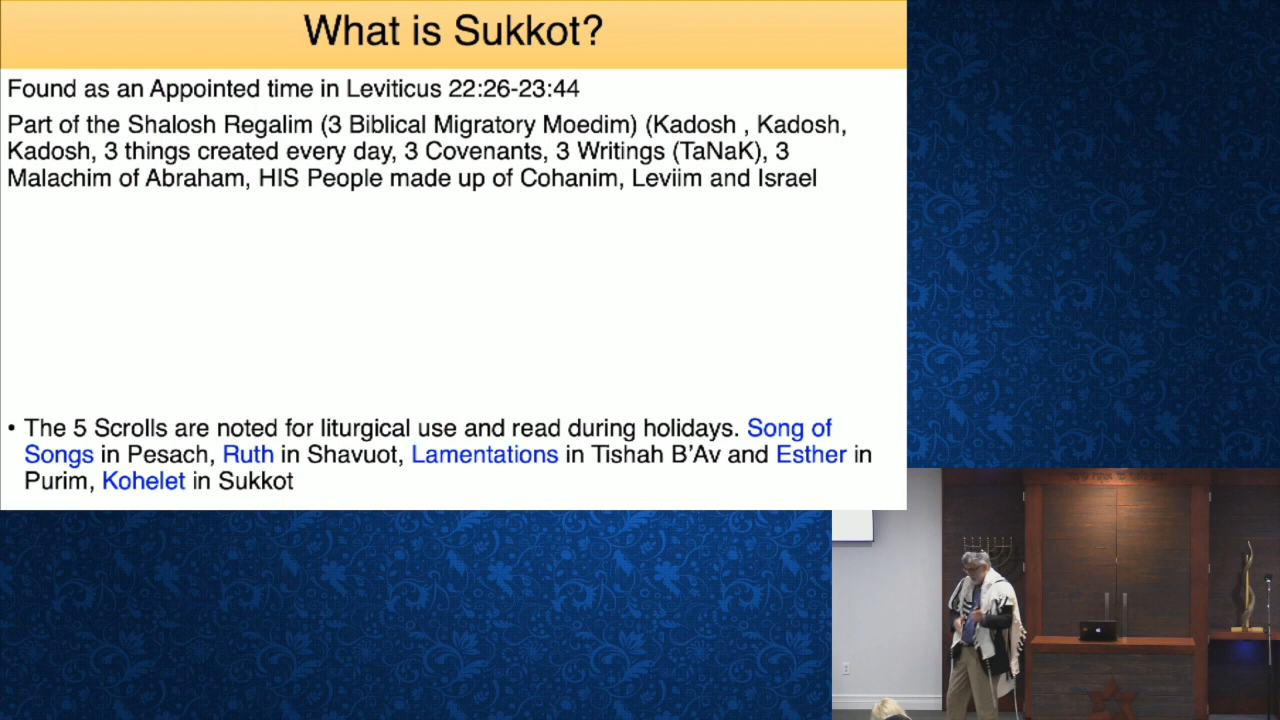 What is Sukkot?
Found as an Appointed time in Leviticus 22:26-23:44
Part of the Shalosh Regalim (3 Biblical Migratory Moedim) (Kadosh , Kadosh,
Kadosh, 3 things created every day, 3 Covenants, 3 Writings (TaNaK), 3
Malachim of Abraham, HIS People made up of Cohanim, Leviim and Israel
• The 5 Scrolls are noted for liturgical use and read during holidays. Song of
Songs in Pesach, Ruth in Shavuot, Lamentations in Tishah B’Av and Esther in
Purim, Kohelet in Sukkot